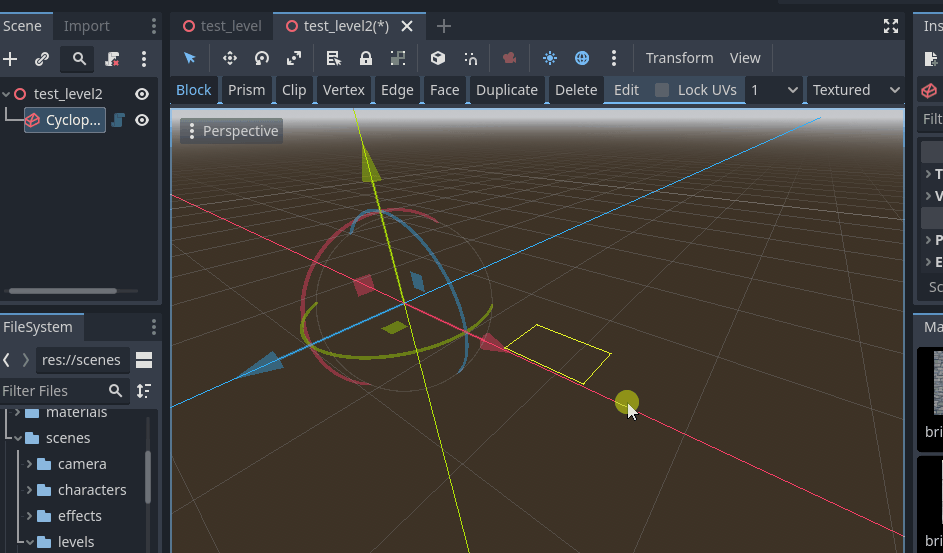 Scene Import
test_level test_level2(*) Ins
Transform View
test_level2
Cyclop...
Block Prism Clip Vertex Edge Face Duplicate Delete Edit Lock UVs 1 Textured
Perspective
Filt
T
V
P
E
Sc
FileSystem
res://scenes
Filter Files
materials
scenes
camera
characters
effects
levels
Ma
bri
bri